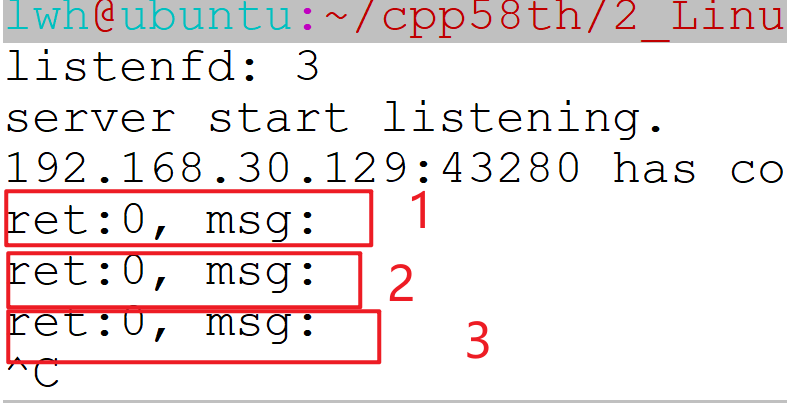 lwh@ubuntu:~/cpp58th/2_Linu
listenfd: 3
server start listening.
192.168.30.129:43280 has co
ret:0, msg: 1
ret:0, msg: 2
ret:0, msg: 3
^C